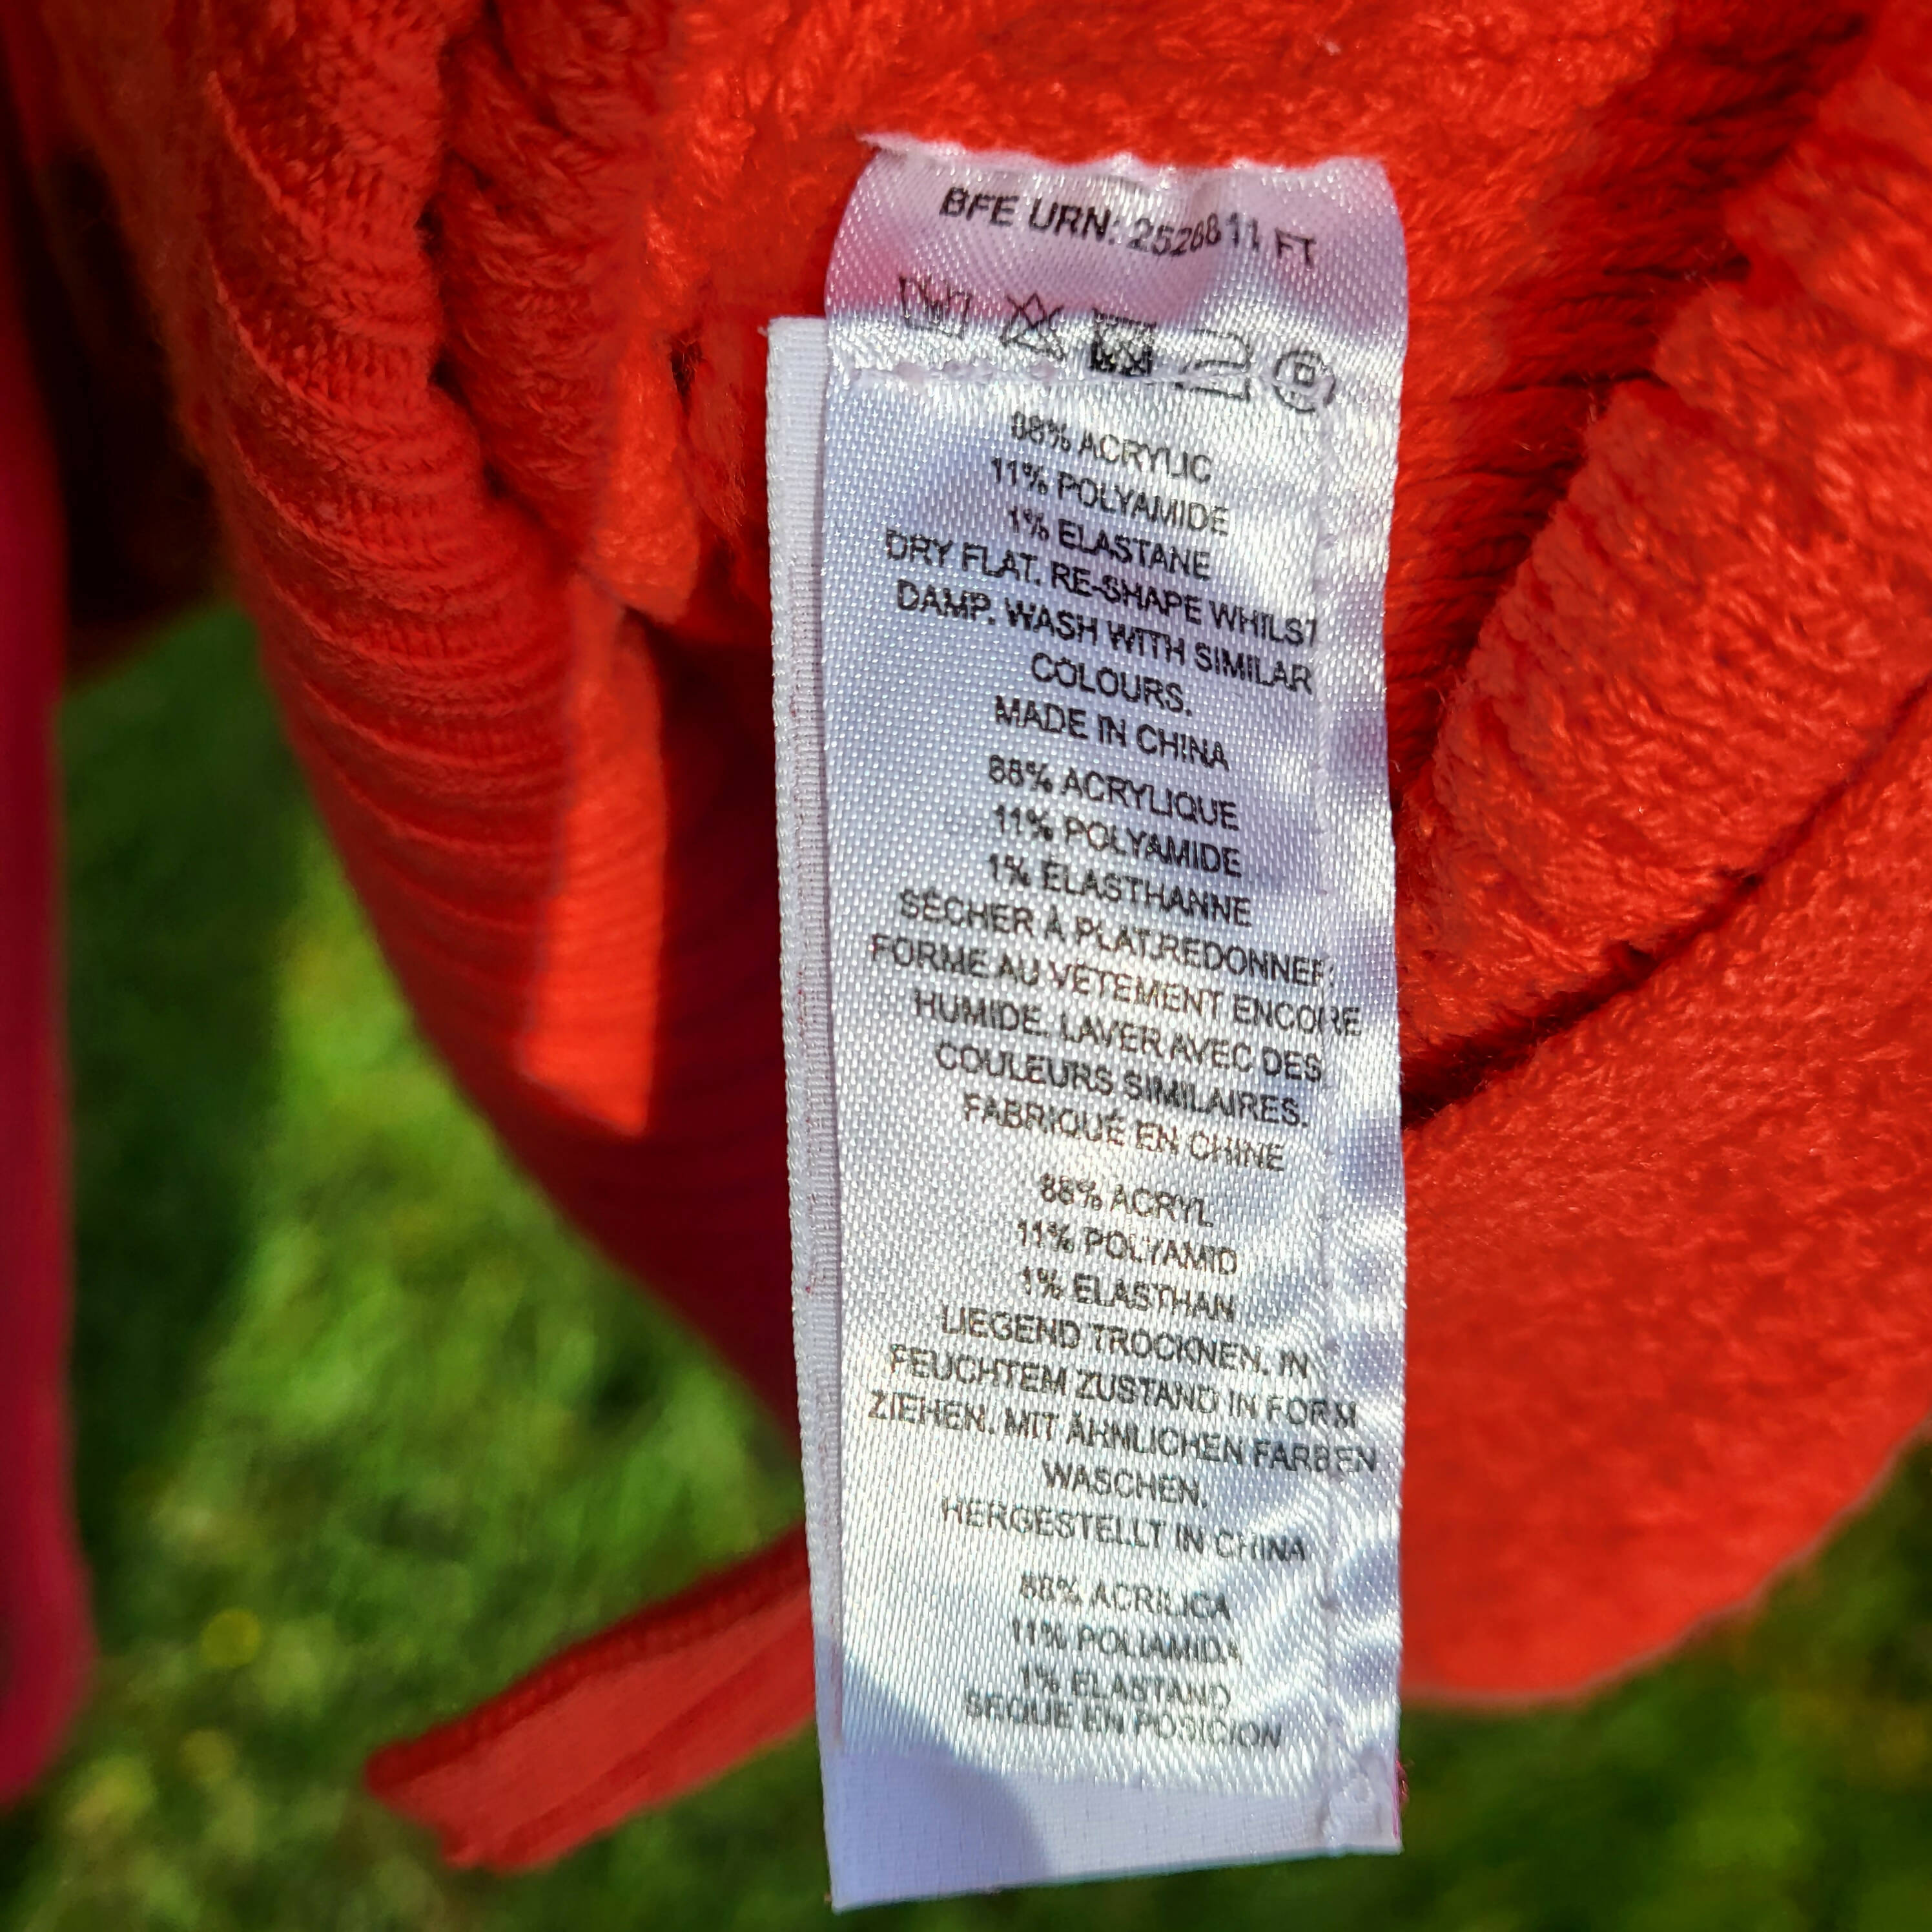 BFE URN: 2528811 FT
88% ACRYLIC
11% POLYAMIDE
1% ELASTANE
DRY FLAT. RE-SHAPE WHILST
DAMP. WASH WITH SIMILAR
COLOURS.
MADE IN CHINA
88% ACRYLIQUE
11% POLYAMIDE
1% ÉLASTHANNE
SÉCHER À PLAT.REDONNER
FORME AU VÊTEMENT ENCORE
HUMIDE. LAVER AVEC DES
COULEURS SIMILAIRES.
FABRIQUÉ EN CHINE
88% ACRYL
11% POLYAMID
1% ELASTHAN
LIEGEND TROCKNEN. IN
FEUCHTEM ZUSTAND IN FORM
ZIEHEN. MIT ÄHNLICHEN FARBEN
WASCHEN.
HERGESTELLT IN CHINA
88% ACRÍLICA
11% POLIAMIDA
1% ELASTANO
SEQUE EN POSICIÓN